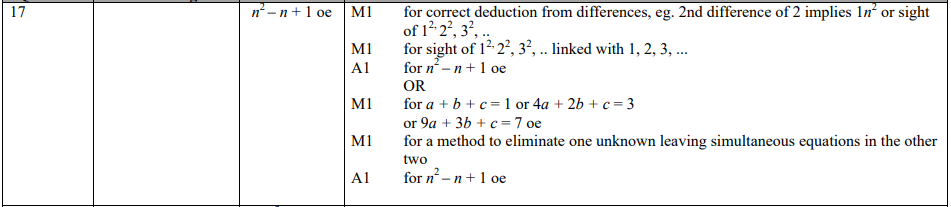 17 n² – n + 1 oe M1 for correct deduction from differences, eg. 2nd difference of 2 implies 1n² or sight
of 1², 2², 3², ..
M1 for sight of 1², 2², 3², .. linked with 1, 2, 3, ...
A1 for n² – n + 1 oe
OR
M1 for a + b + c = 1 or 4a + 2b + c = 3
or 9a + 3b + c = 7 oe
M1 for a method to eliminate one unknown leaving simultaneous equations in the other
two
A1 for n² – n + 1 oe